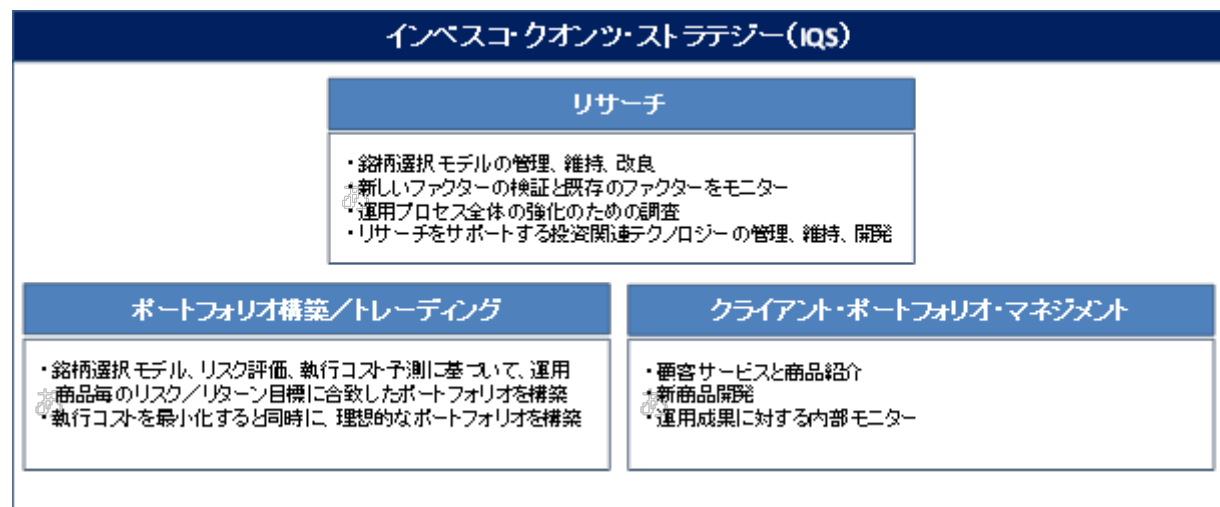 インベスコ・クオンツ・ストラテジー(IQS)
リサーチ
・銘柄選択モデルの管理、維持、改良
・新しいファクターの検証と既存のファクターをモニター
・運用プロセス全体の強化のための調査
・リサーチをサポートする投資関連テクノロジーの管理、維持、開発
ポートフォリオ構築/トレーディング
・銘柄選択モデル、リスク評価、執行コスト予測に基づいて、運用
商品毎のリスク/リターン目標に合致したポートフォリオを構築
・執行コストを最小化すると同時に、理想的なポートフォリオを構築
クライアント・ポートフォリオ・マネジメント
・顧客サービスと商品紹介
・新商品開発
・運用成果に対する内部モニター